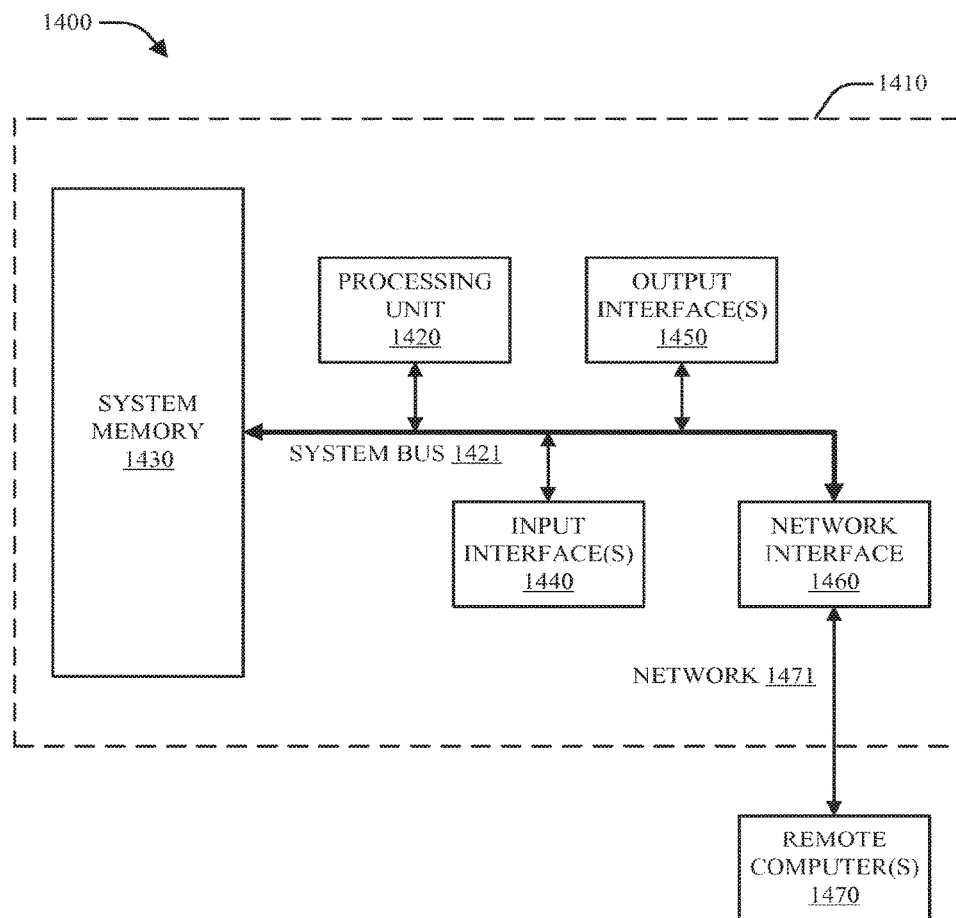 1400
1410
PROCESSING
UNIT
1420
OUTPUT
INTERFACE(S)
1450
SYSTEM
MEMORY
1430
SYSTEM BUS 1421
INPUT
INTERFACE(S)
1440
NETWORK
INTERFACE
1460
NETWORK 1471
REMOTE
COMPUTER(S)
1470